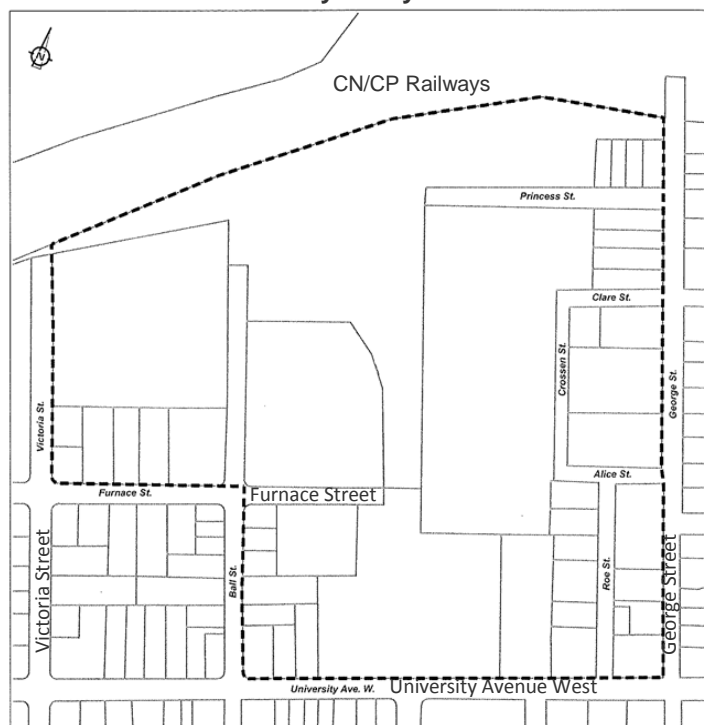 N
CN/CP Railways
Princess St.
Clare St.
Crossen St.
George St.
Victoria St.
Alice St.
Furnace St.
Furnace Street
Victoria Street
Ball St.
Roe St.
George Street
University Ave. W.
University Avenue West